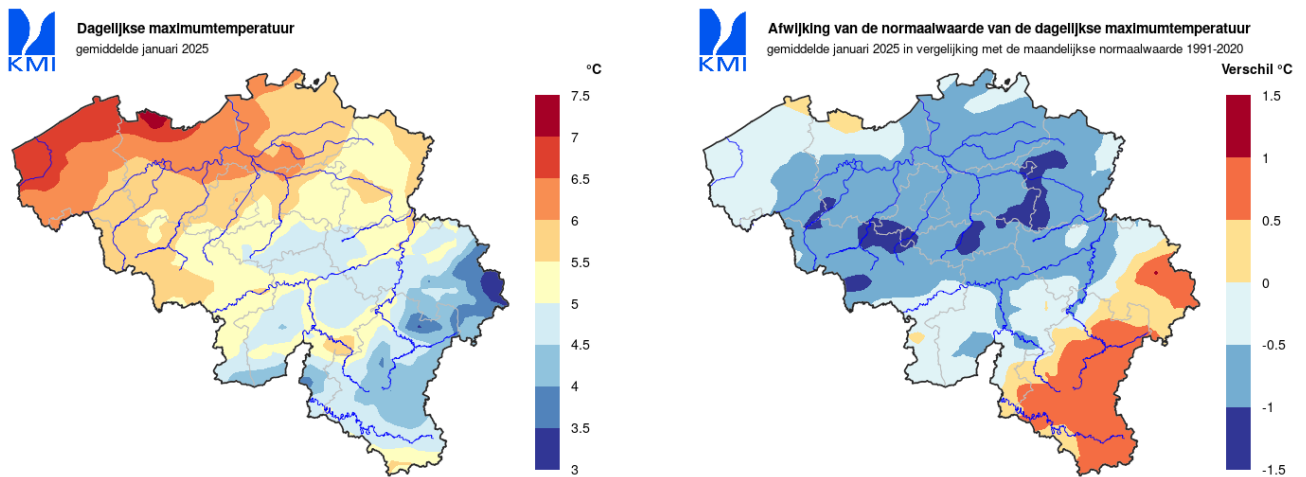 KMI
Dagelijkse maximumtemperatuur
gemiddelde januari 2025
°C
7.5
7
6.5
6
5.5
5
4.5
4
3.5
3
KMI
Afwijking van de normaalwaarde van de dagelijkse maximumtemperatuur
gemiddelde januari 2025 in vergelijking met de maandelijkse normaalwaarde 1991-2020
Verschil °C
1.5
1
0.5
0
-0.5
-1
-1.5